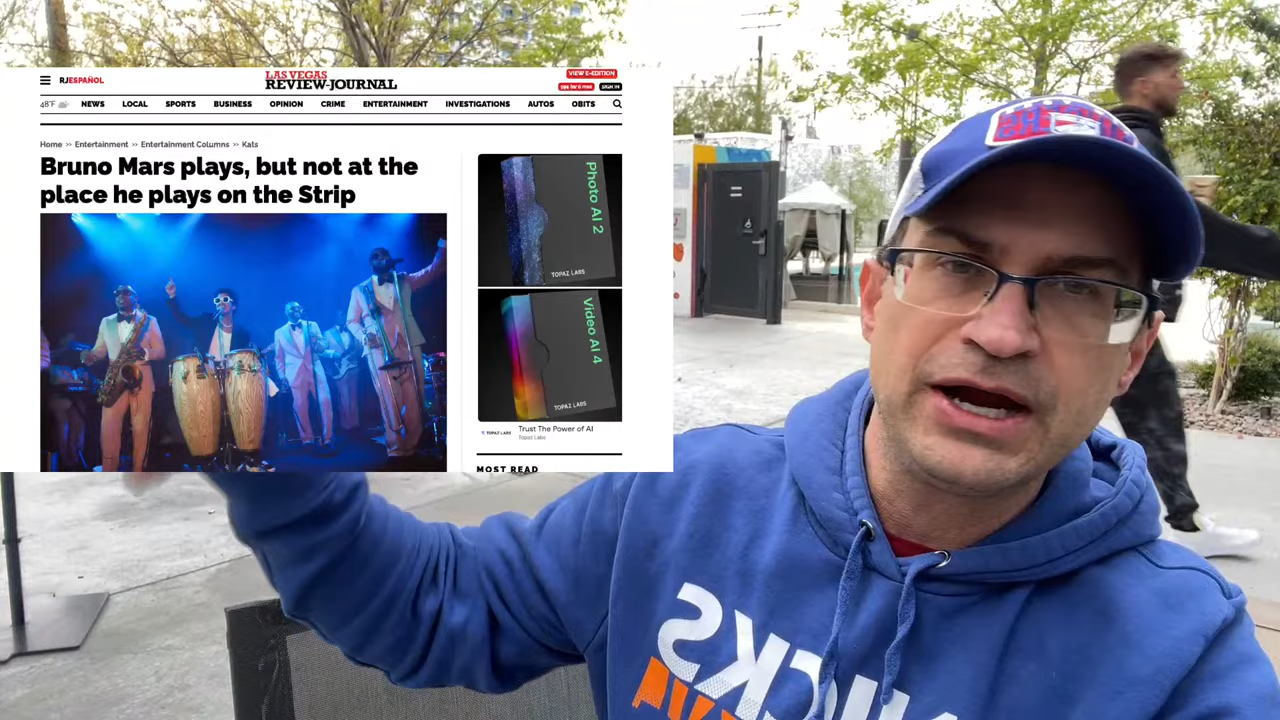 RJESPAÑOL
LAS VEGAS
REVIEW-JOURNAL
VIEW E-EDITION
SIGN IN
48°F
NEWS LOCAL SPORTS BUSINESS OPINION CRIME ENTERTAINMENT INVESTIGATIONS AUTOS OBITS
Home >> Entertainment >> Entertainment Columns >> Kats
Bruno Mars plays, but not at the
place he plays on the Strip
Photo AI 2
TOPAZ LABS
Video AI 4
TOPAZ LABS
TOPAZ LABS
Trust The Power of AI
Topaz Labs
MOST READ